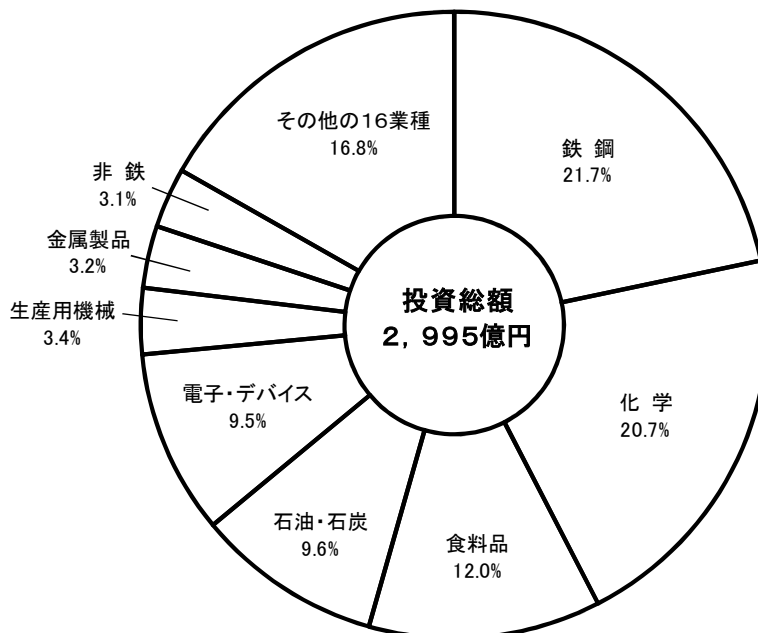 投資総額
2,995億円
鉄 鋼
21.7%
化 学
20.7%
食料品
12.0%
石油・石炭
9.6%
電子・デバイス
9.5%
生産用機械
3.4%
金属製品
3.2%
非 鉄
3.1%
その他の16業種
16.8%